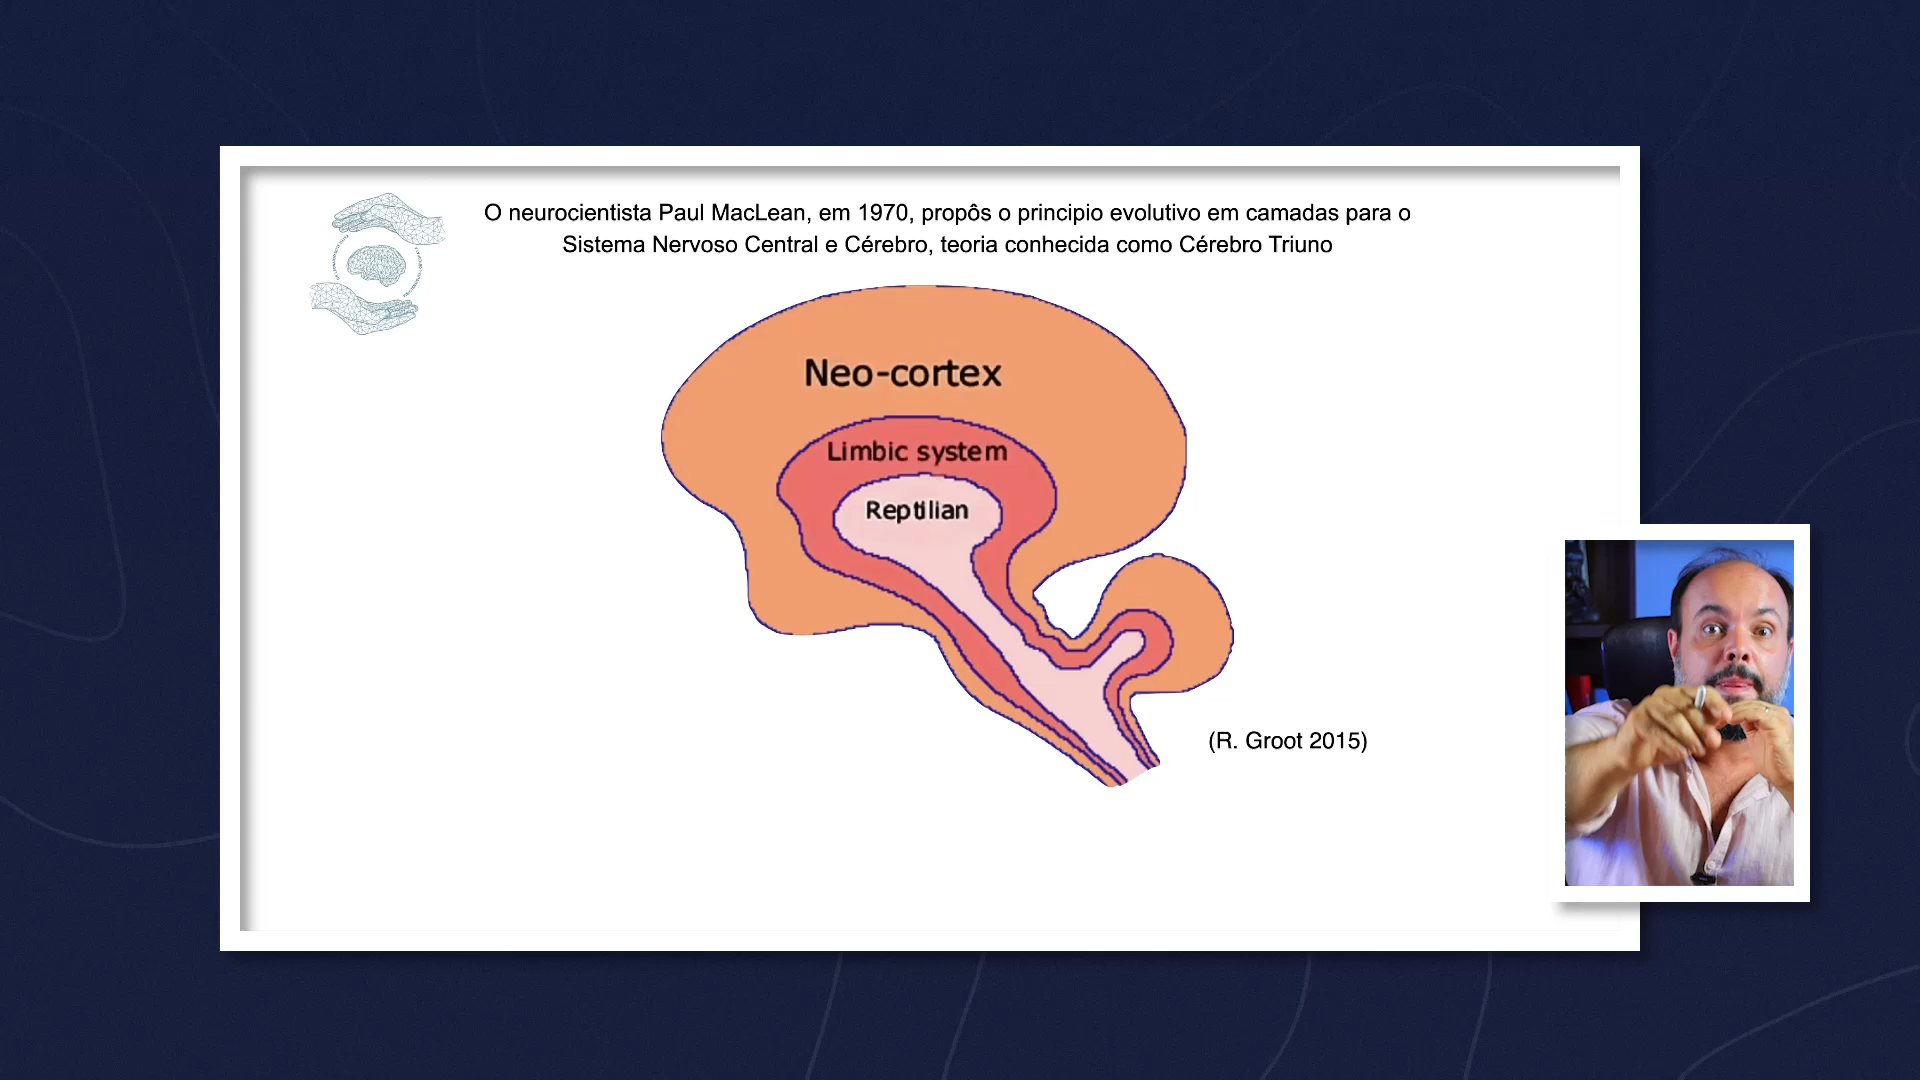 O neurocientista Paul MacLean, em 1970, propôs o principio evolutivo em camadas para o
Sistema Nervoso Central e Cérebro, teoria conhecida como Cérebro Triuno
Neo-cortex
Limbic system
Reptilian
(R. Groot 2015)